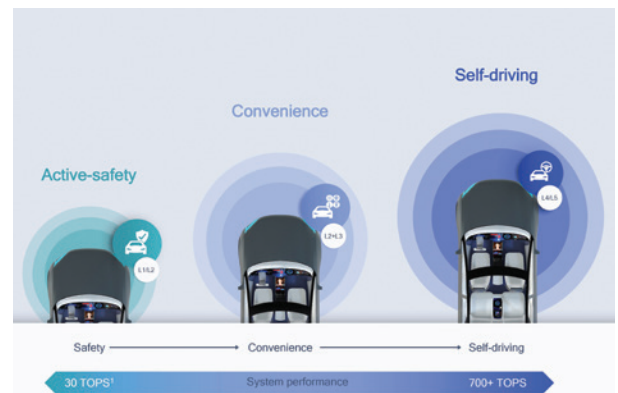 Self-driving
Convenience
Active-safety
L4/L5
L2+L3
L1/L2
Safety
Convenience
Self-driving
30 TOPS¹
System performance
700+ TOPS